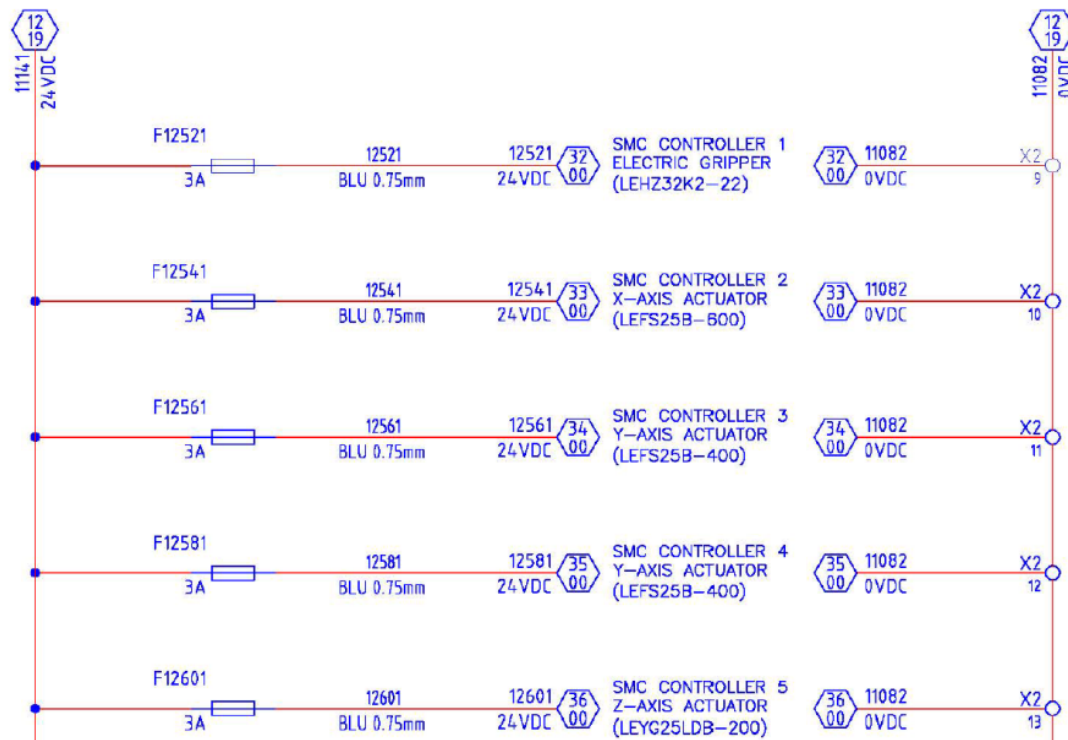 12
19
11141
24VDC
12
19
11082
0VDC
F12521
3A
12521
BLU 0.75mm
12521
24VDC
32
00
SMC CONTROLLER 1
ELECTRIC GRIPPER
(LEHZ32K2-22)
32
00
11082
0VDC
X2
9
F12541
3A
12541
BLU 0.75mm
12541
24VDC
33
00
SMC CONTROLLER 2
X-AXIS ACTUATOR
(LEFS25B-600)
33
00
11082
0VDC
X2
10
F12561
3A
12561
BLU 0.75mm
12561
24VDC
34
00
SMC CONTROLLER 3
Y-AXIS ACTUATOR
(LEFS25B-400)
34
00
11082
0VDC
X2
11
F12581
3A
12581
BLU 0.75mm
12581
24VDC
35
00
SMC CONTROLLER 4
Y-AXIS ACTUATOR
(LEFS25B-400)
35
00
11082
0VDC
X2
12
F12601
3A
12601
BLU 0.75mm
12601
24VDC
36
00
SMC CONTROLLER 5
Z-AXIS ACTUATOR
(LEYG25LDB-200)
36
00
11082
0VDC
X2
13